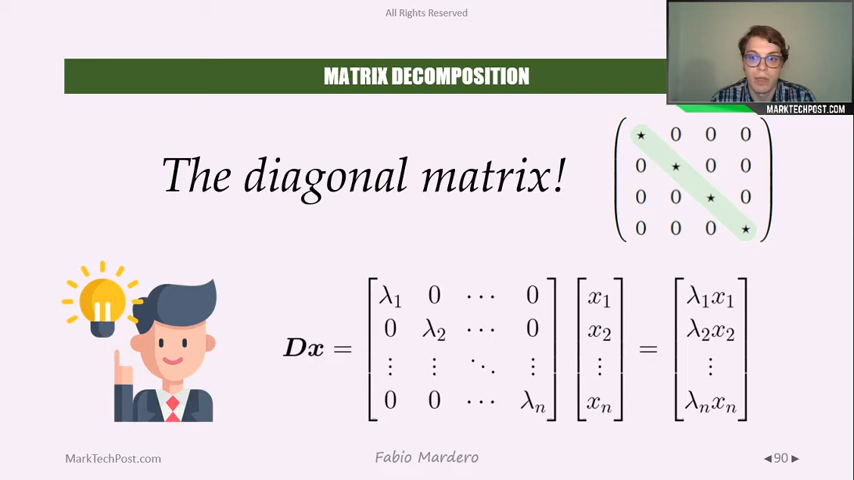 All Rights Reserved
MATRIX DECOMPOSITION
MARKTECHPOST.COM
The diagonal matrix!
★ 0 0 0
0 ★ 0 0
0 0 ★ 0
0 0 0 ★
Dx = [λ₁ 0 ⋯ 0] [x₁] = [λ₁x₁]
[0 λ₂ ⋯ 0] [x₂] [λ₂x₂]
[⋮ ⋮ ⋱ ⋮] [⋮] [⋮]
[0 0 ⋯ λₙ] [xₙ] [λₙxₙ]
MarkTechPost.com
Fabio Mardero
◄90►